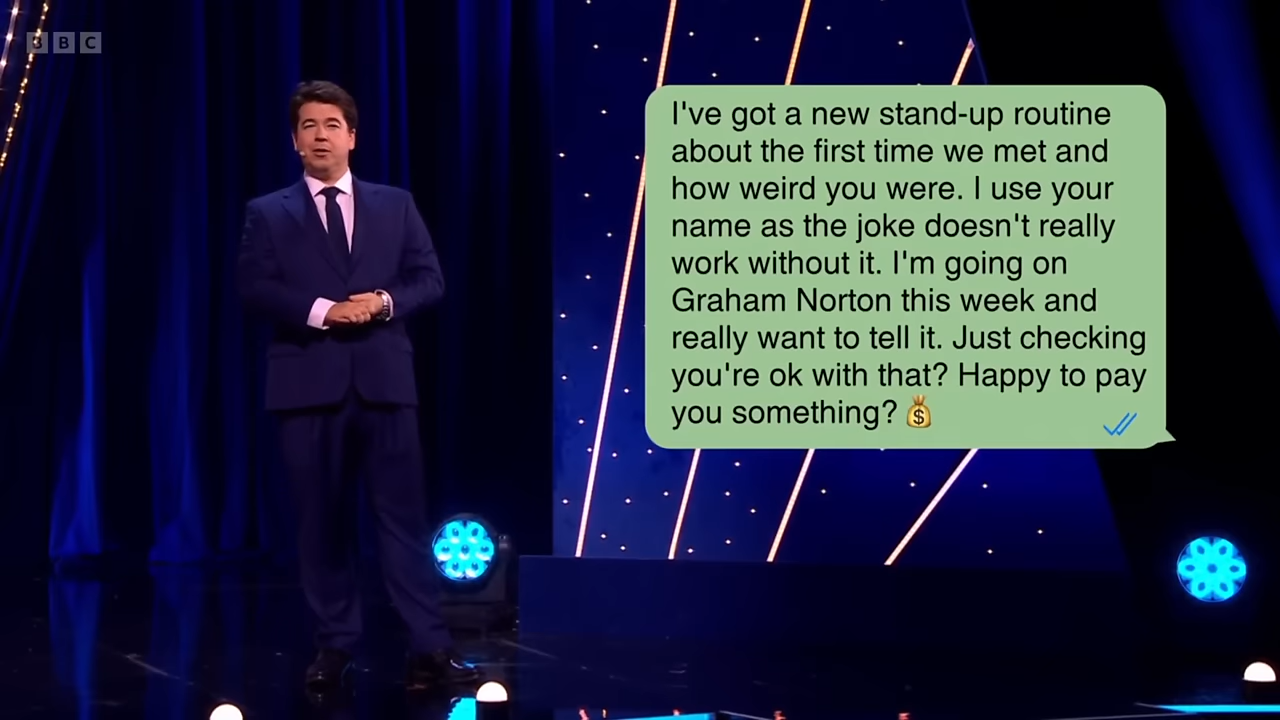 BBC
I've got a new stand-up routine
about the first time we met and
how weird you were. I use your
name as the joke doesn't really
work without it. I'm going on
Graham Norton this week and
really want to tell it. Just checking
you're ok with that? Happy to pay
you something?💰